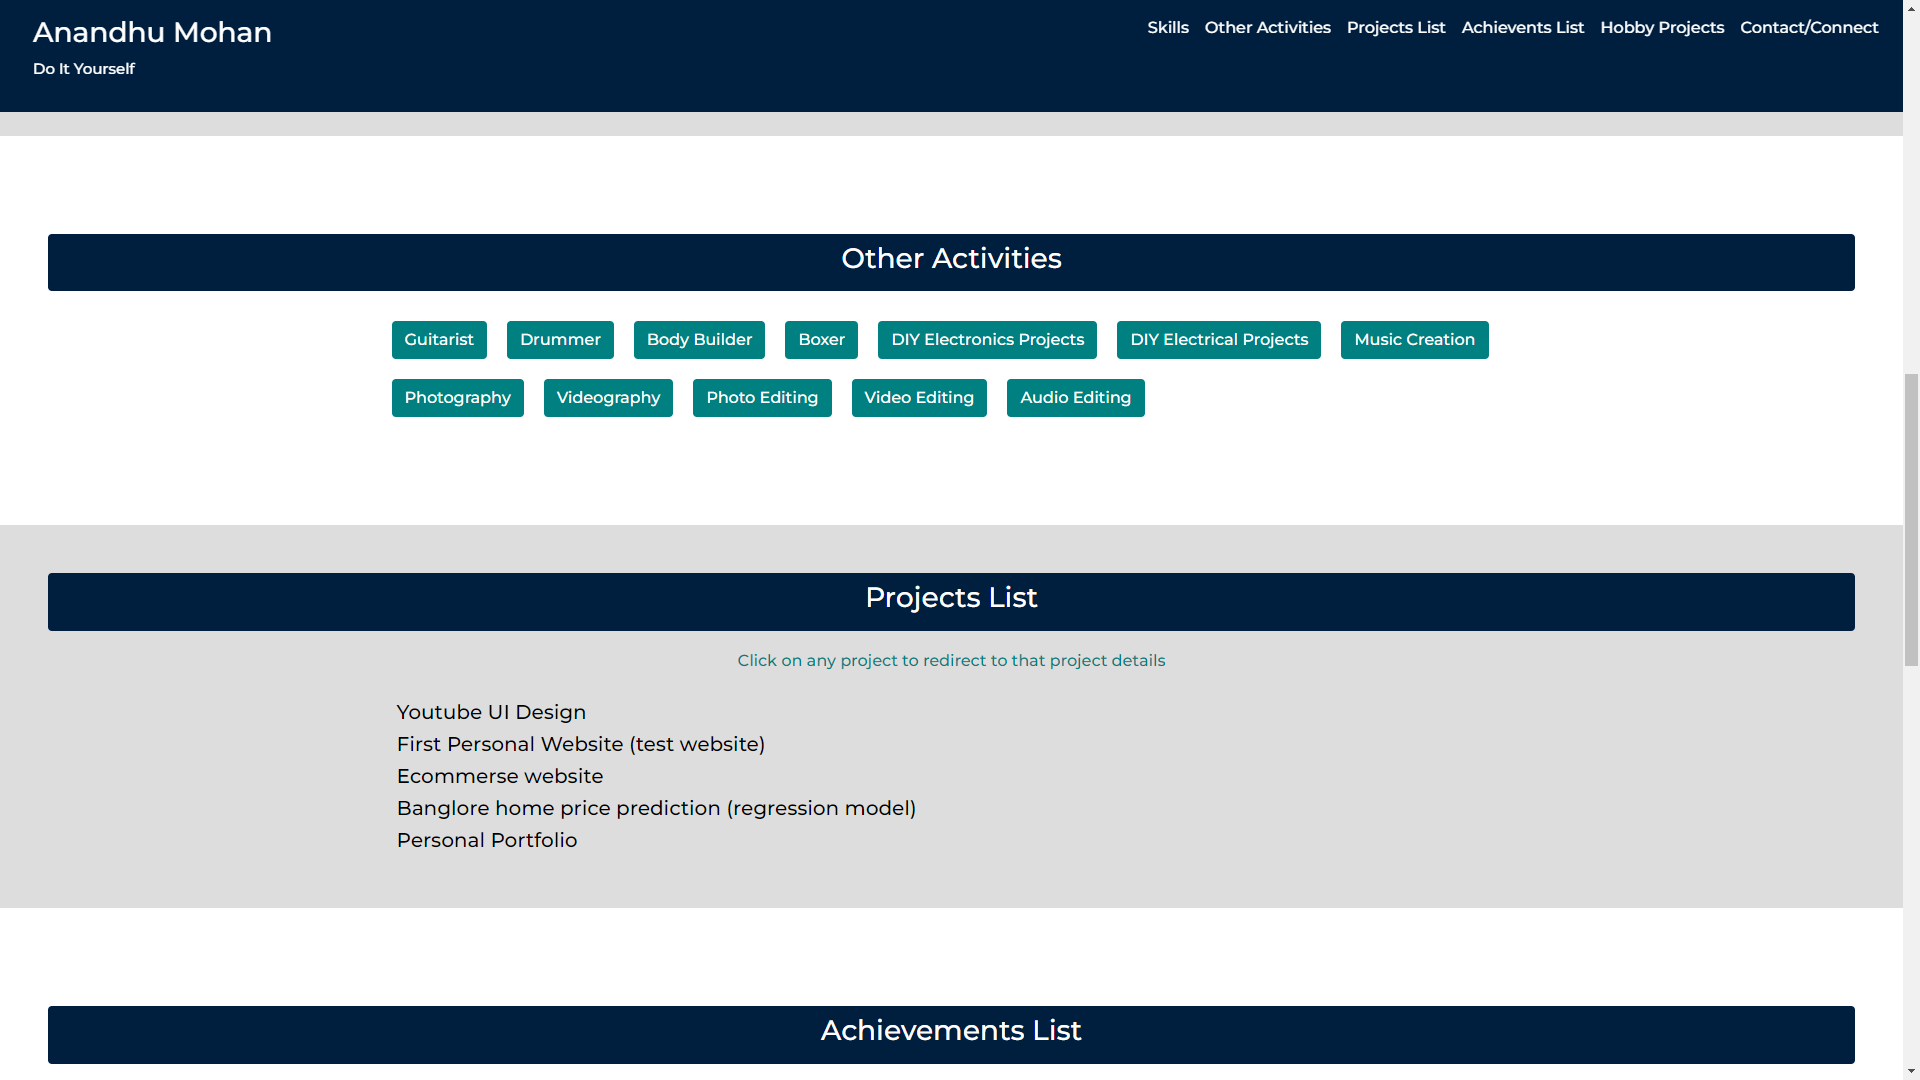 Anandhu Mohan
Do It Yourself
Skills Other Activities Projects List Achievents List Hobby Projects Contact/Connect
Other Activities
Guitarist Drummer Body Builder Boxer DIY Electronics Projects DIY Electrical Projects Music Creation
Photography Videography Photo Editing Video Editing Audio Editing
Projects List
Click on any project to redirect to that project details
Youtube UI Design
First Personal Website (test website)
Ecommerse website
Banglore home price prediction (regression model)
Personal Portfolio
Achievements List